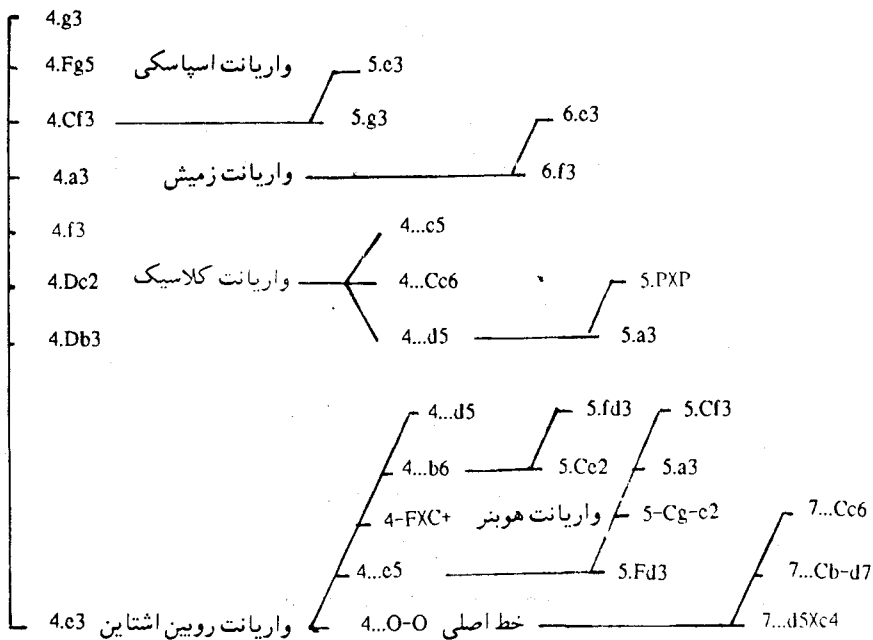 4.g3
4.Fg5 واریانت اسپاسکی 5.e3
4.Cf3 5.g3 6.e3
4.a3 واریانت زمیش 6.f3
4.f3 4...c5
4.Dc2 واریانت کلاسیک 4...Cc6 5.PXP
4.Db3 4...d5 5.a3
4...d5 5.fd3 5.Cf3
4...b6 5.Ce2 5.a3
4-FXC+ واریانت هوبنر 5-Cg-e2 7...Cc6
4...c5 5.Fd3 7...Cb-d7
4.e3 واریانت روبین اشتاین 4...O-O خط اصلی 7...d5Xc4